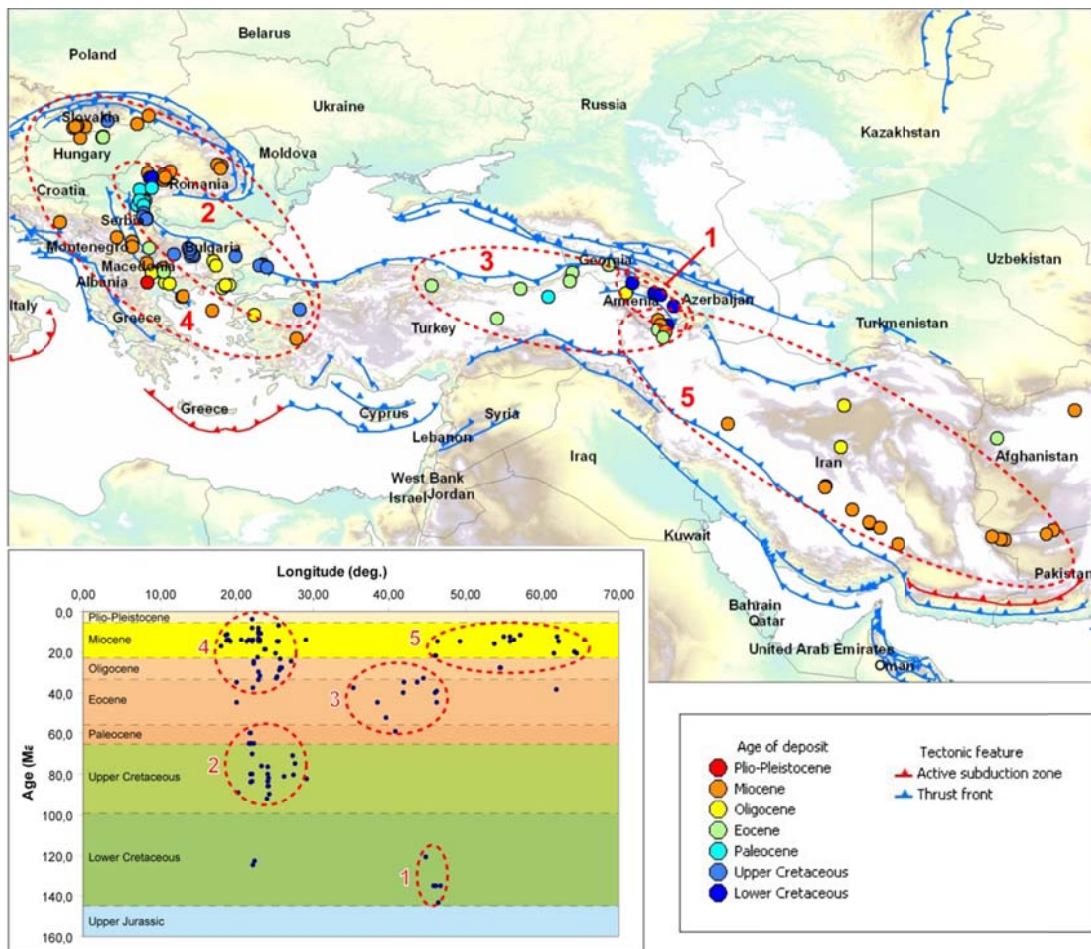 Belarus
Poland
Ukraine
Russia
Kazakhstan
Slovakia
Hungary
Moldova
Croatia
Romania
2
Serbia
Montenegro
Bulgaria
Macedonia
Albania
Italy
Greece
4
3
Georgia
1
Armenia
Azerbaijan
Uzbekistan
Turkey
Turkmenistan
5
Greece
Cyprus
Syria
Lebanon
Iraq
Iran
Afghanistan
West Bank
Israel
Jordan
Kuwait
Pakistan
Bahrain
Qatar
United Arab Emirates
Oman
Longitude (deg.)
0,00 10,00 20,00 30,00 40,00 50,00 60,00 70,00
Age (Ma
0,0
20,0
40,0
60,0
80,0
100,0
120,0
140,0
160,0
Plio-Pleistocene
Miocene
Oligocene
Eocene
Paleocene
Upper Cretaceous
Lower Cretaceous
Upper Jurassic
4
5
3
2
1
Age of deposit
Plio-Pleistocene
Miocene
Oligocene
Eocene
Paleocene
Upper Cretaceous
Lower Cretaceous
Tectonic feature
Active subduction zone
Thrust front